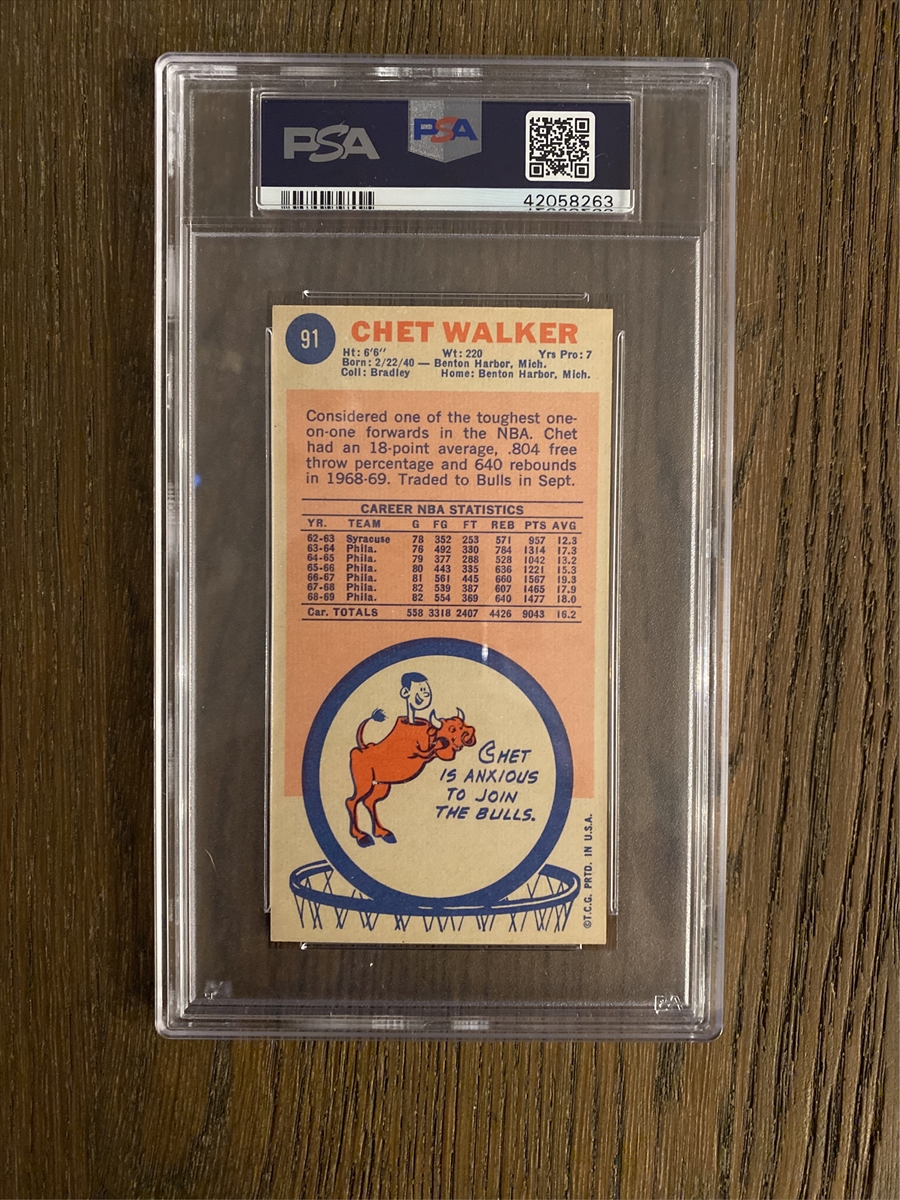 PSA PSA
42058263
91 CHET WALKER
Ht: 6'6" Wt: 220 Yrs Pro: 7
Born: 2/22/40 — Benton Harbor, Mich.
Coll: Bradley Home: Benton Harbor, Mich.
Considered one of the toughest one-
on-one forwards in the NBA. Chet
had an 18-point average, .804 free
throw percentage and 640 rebounds
in 1968-69. Traded to Bulls in Sept.
CAREER NBA STATISTICS
YR. TEAM G FG FT REB PTS AVG
62-63 Syracuse 78 352 253 571 957 12.3
63-64 Phila. 76 492 380 784 1314 17.3
64-65 Phila. 79 377 288 528 1042 13.2
65-66 Phila. 80 443 335 636 1221 15.3
66-67 Phila. 81 561 445 660 1567 19.3
67-68 Phila. 82 539 387 607 1465 17.9
68-69 Phila. 82 554 369 640 1477 18.0
Car. TOTALS 558 3318 2407 4426 9043 16.2
CHET
IS ANXIOUS
TO JOIN
THE BULLS.
©T.C.G. PRTD. IN U.S.A.
PSA